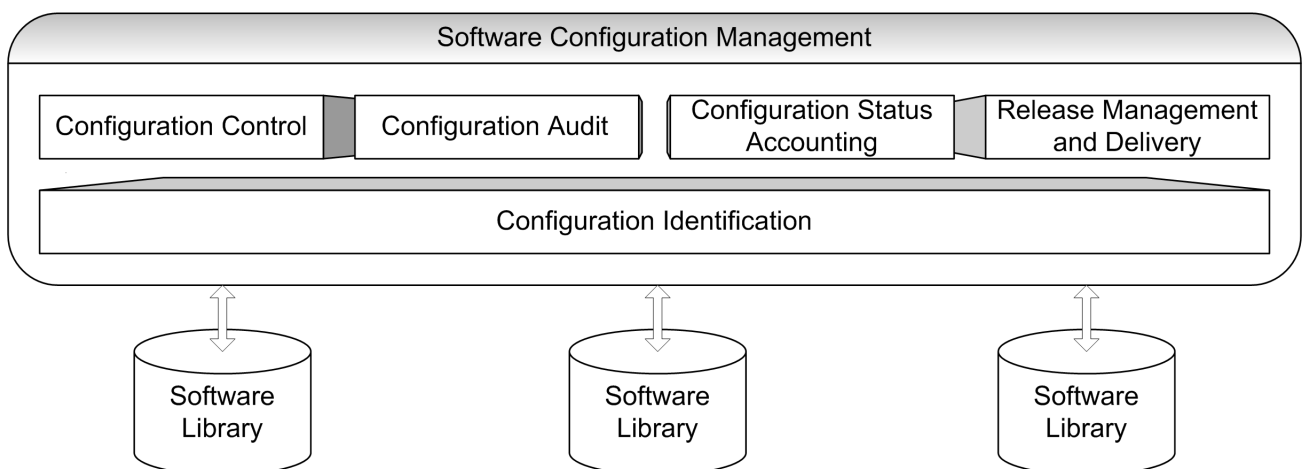 Software Configuration Management
Configuration Control
Configuration Audit
Configuration Status
Accounting
Release Management
and Delivery
Configuration Identification
Software
Library
Software
Library
Software
Library